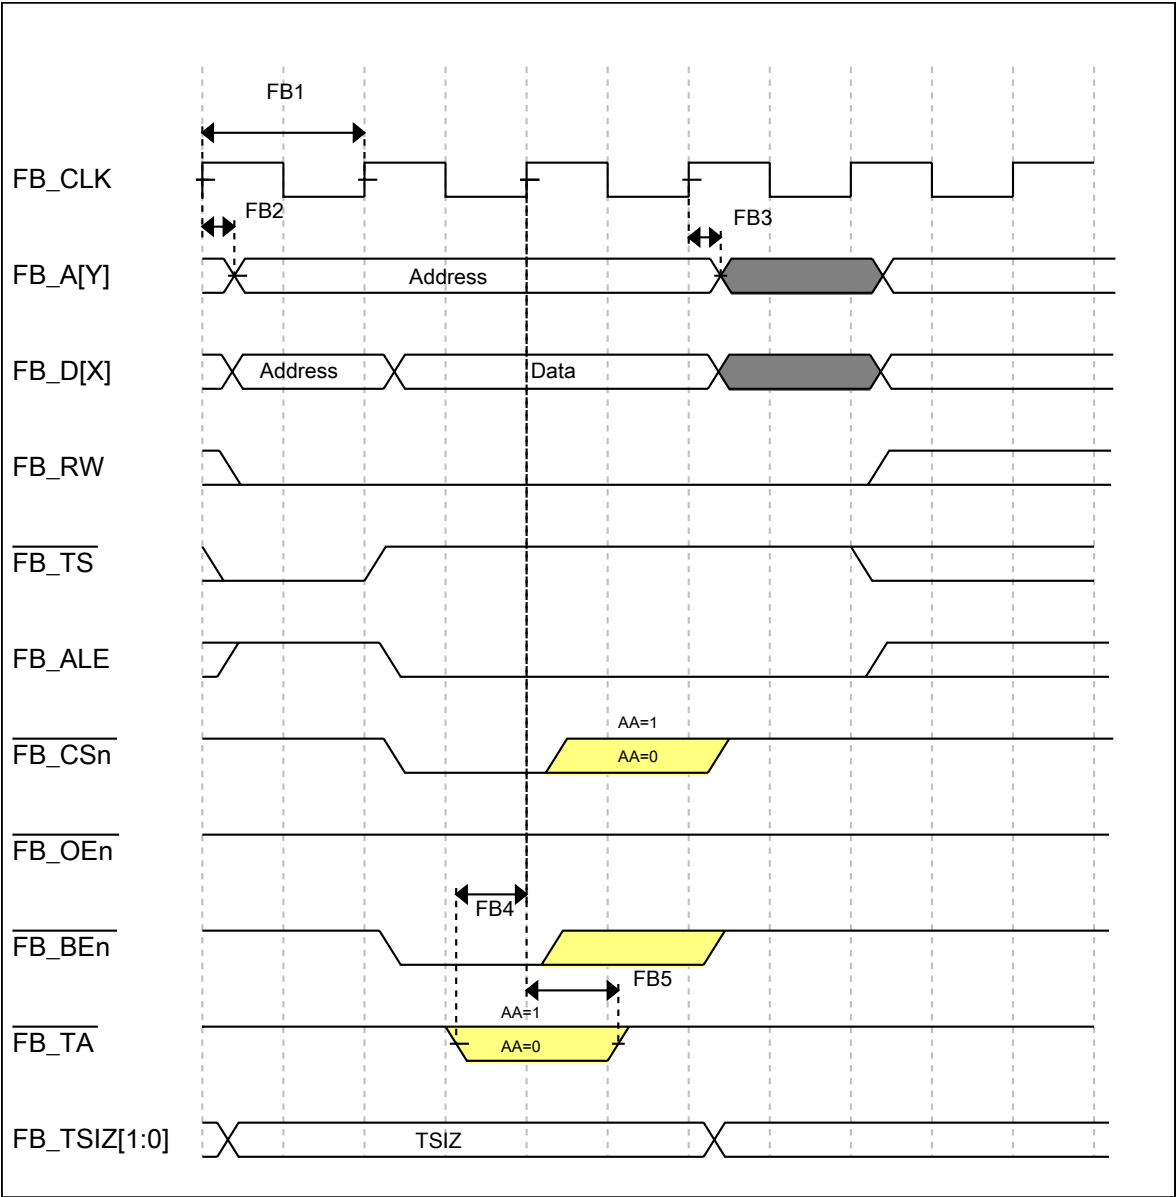 FB1
FB_CLK
FB2
FB3
FB_A[Y]
Address
FB_D[X]
Address
Data
FB_RW
FB_TS
FB_ALE
AA=1
FB_CSn
AA=0
FB_OEn
FB4
FB_BEn
FB5
AA=1
FB_TA
AA=0
FB_TSIZ[1:0]
TSIZ